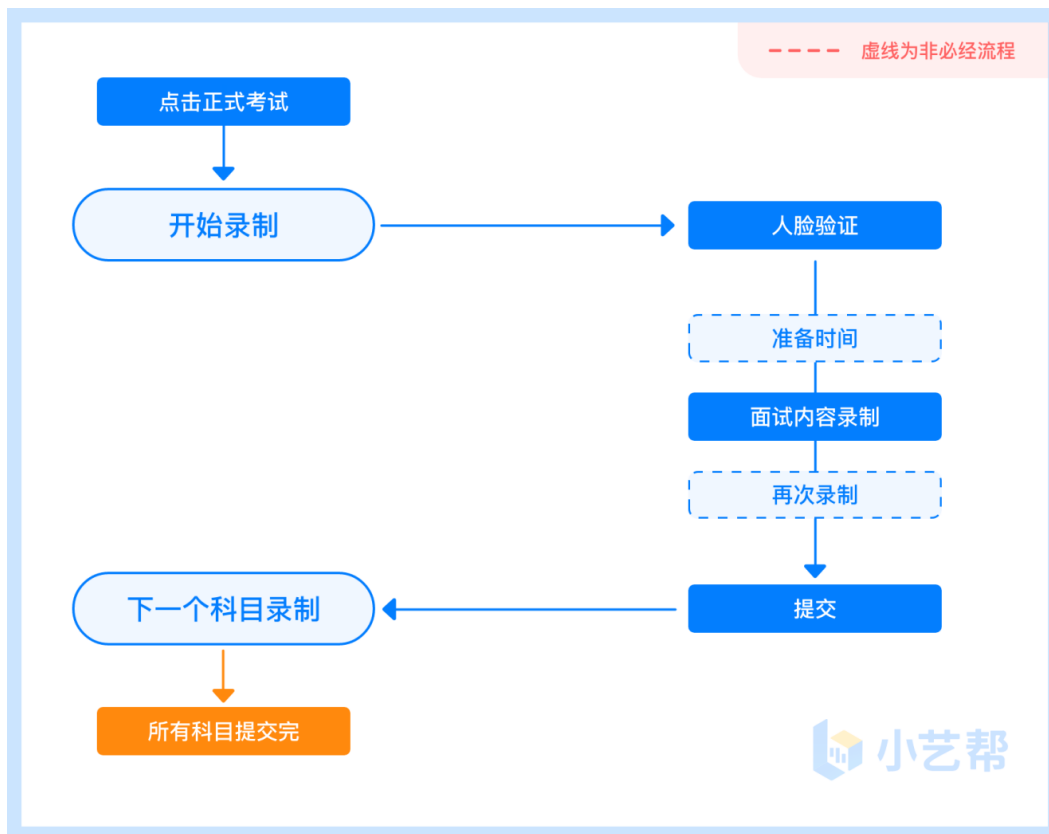 虚线为非必经流程
点击正式考试
开始录制
人脸验证
准备时间
面试内容录制
再次录制
提交
下一个科目录制
所有科目提交完
小艺帮